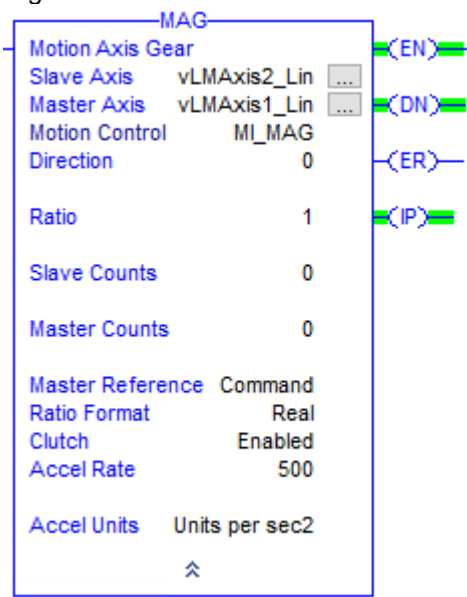 MAG
Motion Axis Gear (EN)
Slave Axis vLMAxis2_Lin ...
Master Axis vLMAxis1_Lin ... (DN)
Motion Control MI_MAG
Direction 0 (ER)
Ratio 1 (IP)
Slave Counts 0
Master Counts 0
Master Reference Command
Ratio Format Real
Clutch Enabled
Accel Rate 500
Accel Units Units per sec2